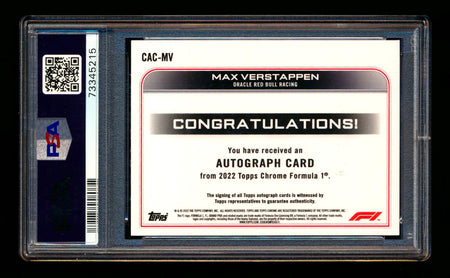 73345215
PSA
CAC-MV
MAX VERSTAPPEN
ORACLE RED BULL RACING
CONGRATULATIONS!
You have received an
AUTOGRAPH CARD
from 2022 Topps Chrome Formula 1®.
The signing of all Topps autograph cards is witnessed by
Topps representatives to guarantee authenticity.
Topps
F1